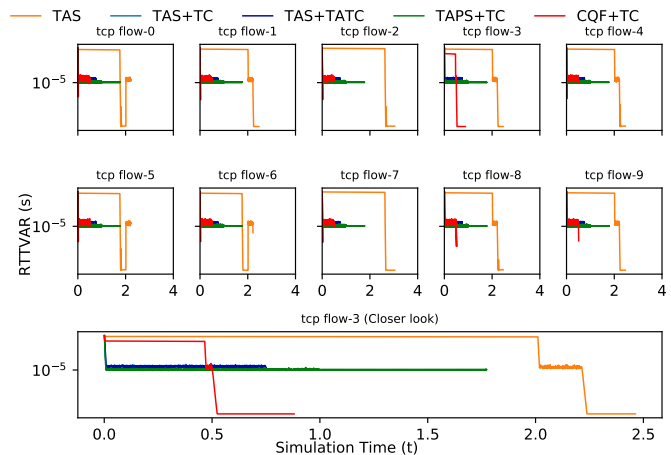 TAS TAS+TC TAS+TATC TAPS+TC CQF+TC
tcp flow-0 tcp flow-1 tcp flow-2 tcp flow-3 tcp flow-4
10⁻⁵
tcp flow-5 tcp flow-6 tcp flow-7 tcp flow-8 tcp flow-9
10⁻⁵
RTTVAR (s)
0 2 4 0 2 4 0 2 4 0 2 4 0 2 4
tcp flow-3 (Closer look)
10⁻⁵
0.0 0.5 1.0 1.5 2.0 2.5
Simulation Time (t)